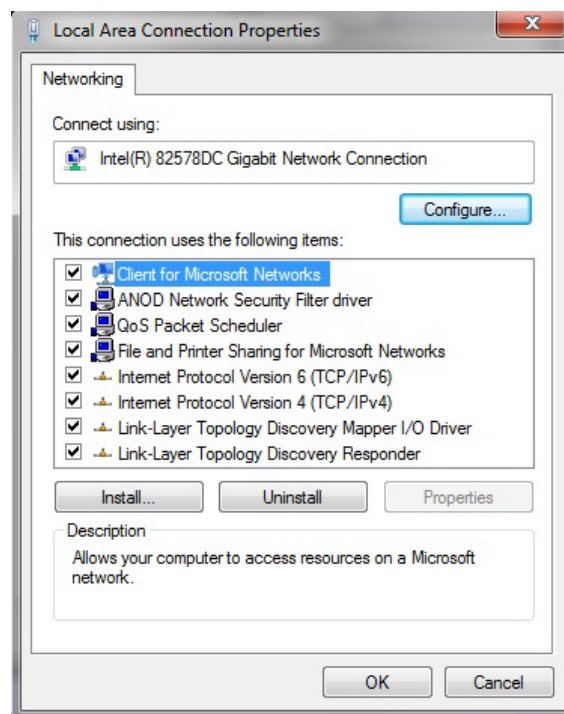 Local Area Connection Properties
Networking
Connect using:
Intel(R) 82578DC Gigabit Network Connection
Configure...
This connection uses the following items:
Client for Microsoft Networks
ANOD Network Security Filter driver
QoS Packet Scheduler
File and Printer Sharing for Microsoft Networks
Internet Protocol Version 6 (TCP/IPv6)
Internet Protocol Version 4 (TCP/IPv4)
Link-Layer Topology Discovery Mapper I/O Driver
Link-Layer Topology Discovery Responder
Install... Uninstall Properties
Description
Allows your computer to access resources on a Microsoft
network.
OK Cancel